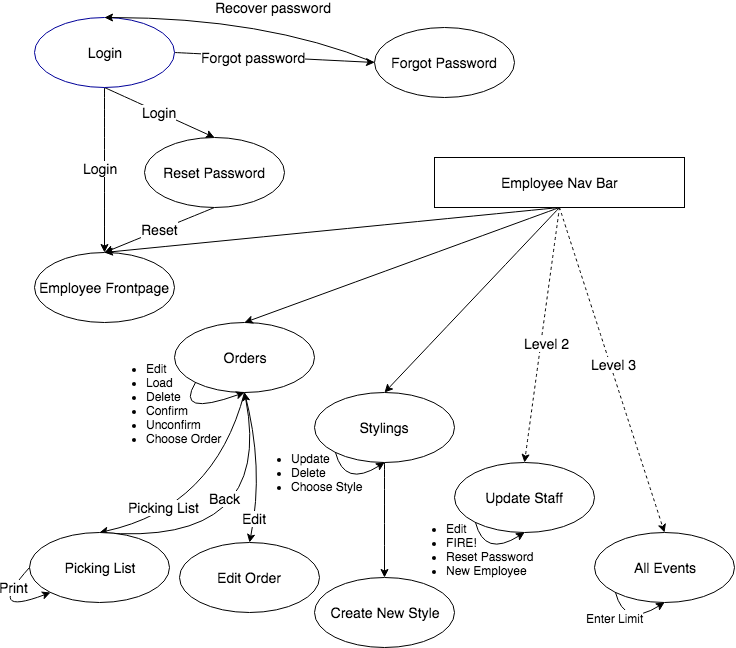 Recover password
Login
Forgot password
Forgot Password
Login
Login
Reset Password
Employee Nav Bar
Reset
Employee Frontpage
Level 2
Orders
Level 3
Edit
Load
Delete
Confirm
Unconfirm
Choose Order
Stylings
Update
Delete
Choose Style
Picking List
Back
Edit
Update Staff
Edit
FIRE!
Reset Password
New Employee
Picking List
Edit Order
All Events
Print
Create New Style
Enter Limit